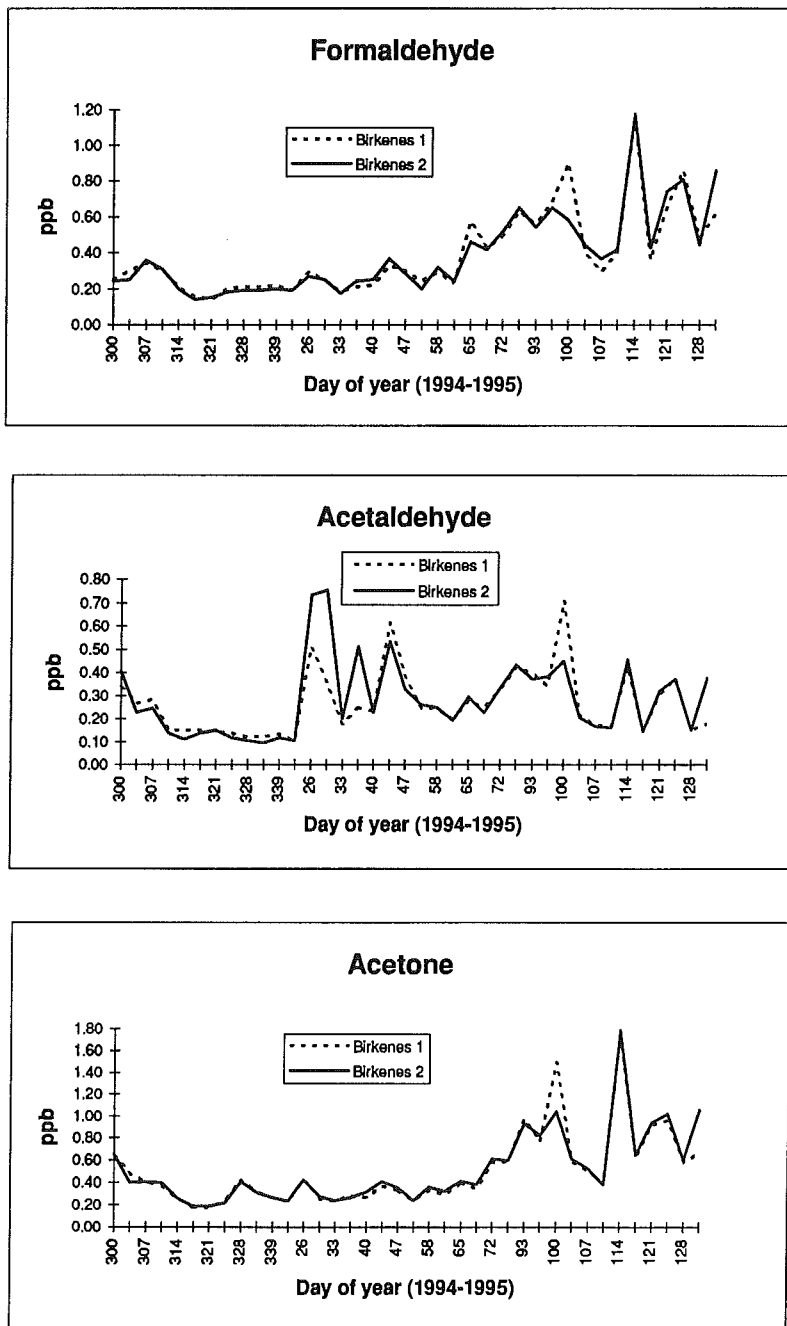 Formaldehyde
1.20
1.00
0.80
0.60
0.40
0.20
0.00
ppb
Birkenes 1
Birkenes 2
300 307 314 321 328 339 26 33 40 47 58 65 72 93 100 107 114 121 128
Day of year (1994-1995)
Acetaldehyde
0.80
0.70
0.60
0.50
0.40
0.30
0.20
0.10
0.00
ppb
Birkenes 1
Birkenes 2
300 307 314 321 328 339 26 33 40 47 58 65 72 93 100 107 114 121 128
Day of year (1994-1995)
Acetone
1.80
1.60
1.40
1.20
1.00
0.80
0.60
0.40
0.20
0.00
ppb
Birkenes 1
Birkenes 2
300 307 314 321 328 339 26 33 40 47 58 65 72 93 100 107 114 121 128
Day of year (1994-1995)